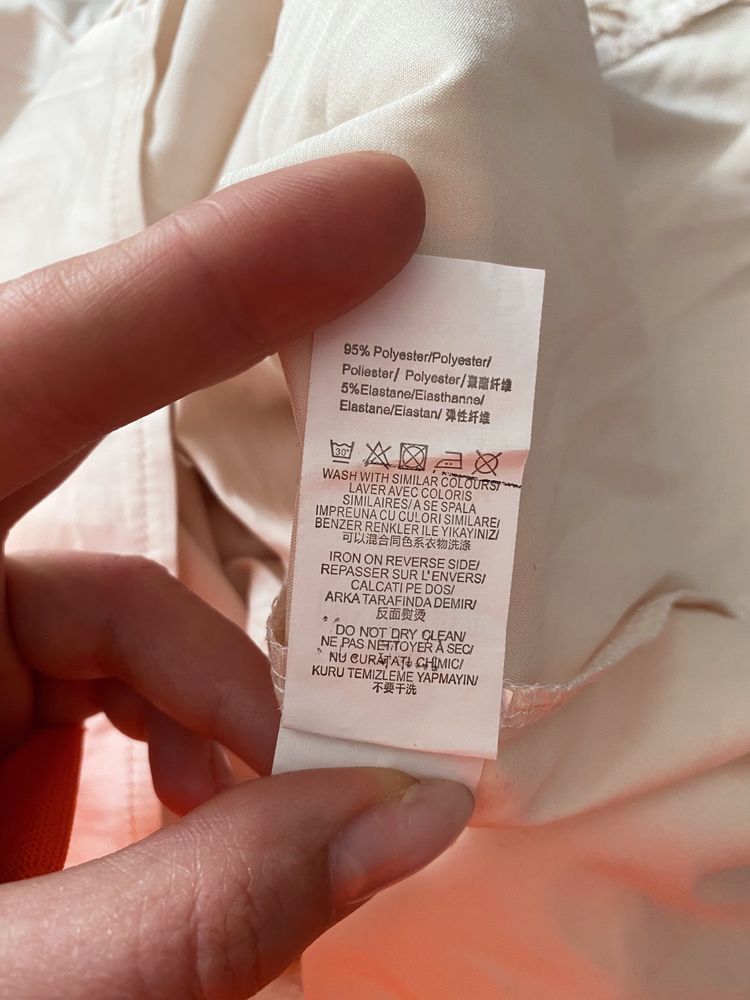 95% Polyester/Polyester/
Poliester/ Polyester/聚酯纤维
5%Elastane/Elasthanne/
Elastane/Elastan/ 弹性纤维
30°
WASH WITH SIMILAR COLOURS/
LAVER AVEC COLORIS
SIMILAIRES/A SE SPALA
IMPREUNA CU CULORI SIMILARE/
BENZER RENKLER ILE YIKAYINIZ/
可以混合同色系衣物洗涤
IRON ON REVERSE SIDE/
REPASSER SUR L'ENVERS/
CALCATI PE DOS/
ARKA TARAFINDA DEMIR/
反面熨烫
DO NOT DRY CLEAN/
NE PAS NETTOYER À SEC/
NU CURATATI CHIMIC/
KURU TEMIZLEME YAPMAYIN/
不要干洗